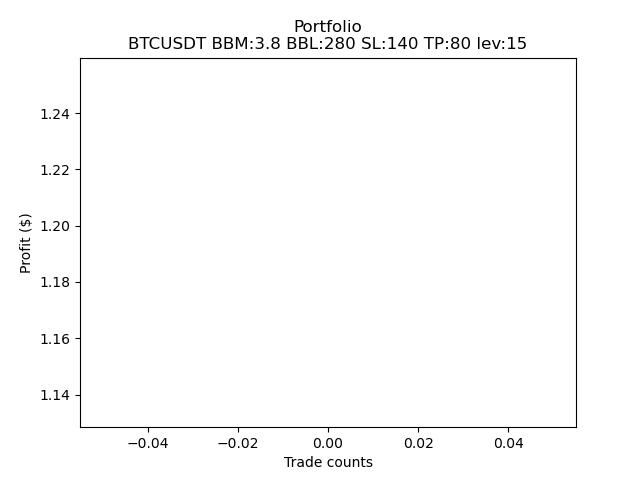 Portfolio
BTCUSDT BBM:3.8 BBL:280 SL:140 TP:80 lev:15
1.24
1.22
1.20
1.18
1.16
1.14
Profit ($)
−0.04
−0.02
0.00
0.02
0.04
Trade counts